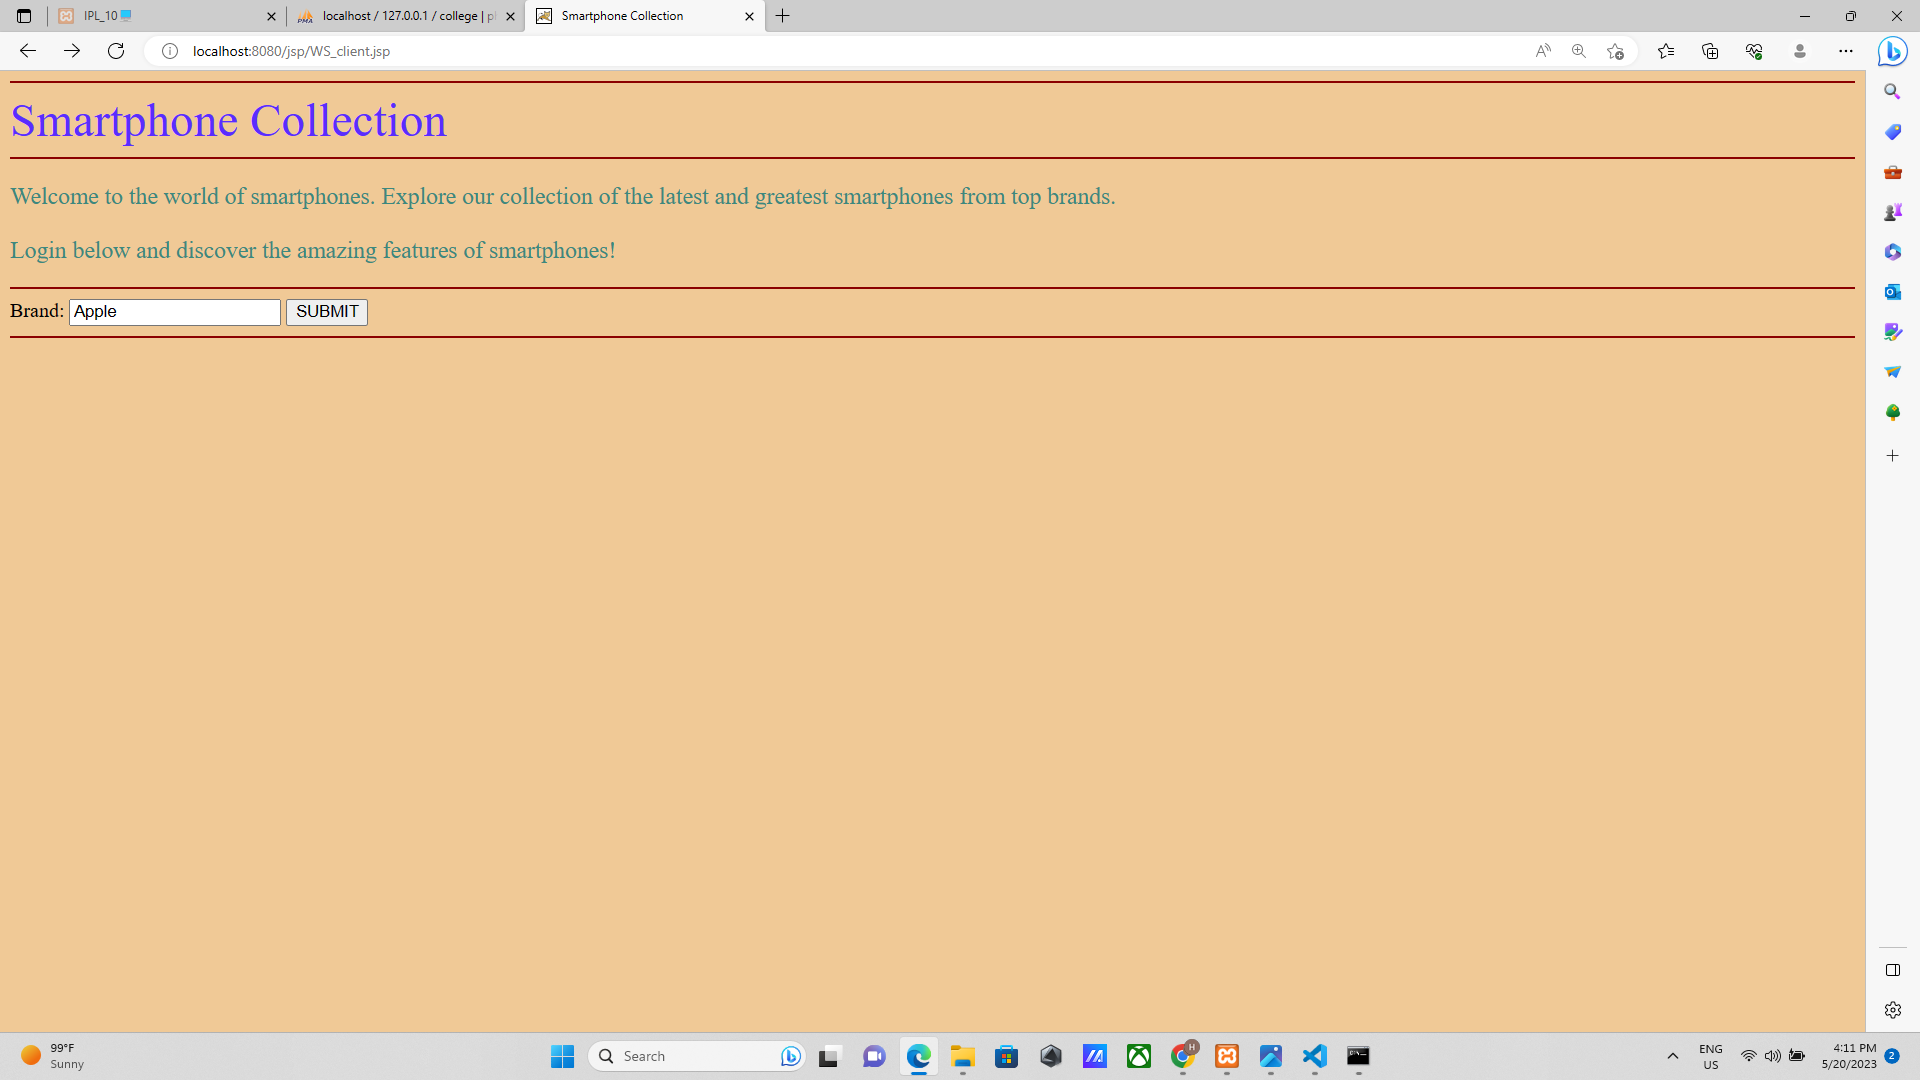 IPL_10
localhost / 127.0.0.1 / college | pl
Smartphone Collection
localhost:8080/jsp/WS_client.jsp
Smartphone Collection
Welcome to the world of smartphones. Explore our collection of the latest and greatest smartphones from top brands.
Login below and discover the amazing features of smartphones!
Brand: Apple SUBMIT
99°F
Sunny
Search
H
ENG
US
4:11 PM
5/20/2023
2